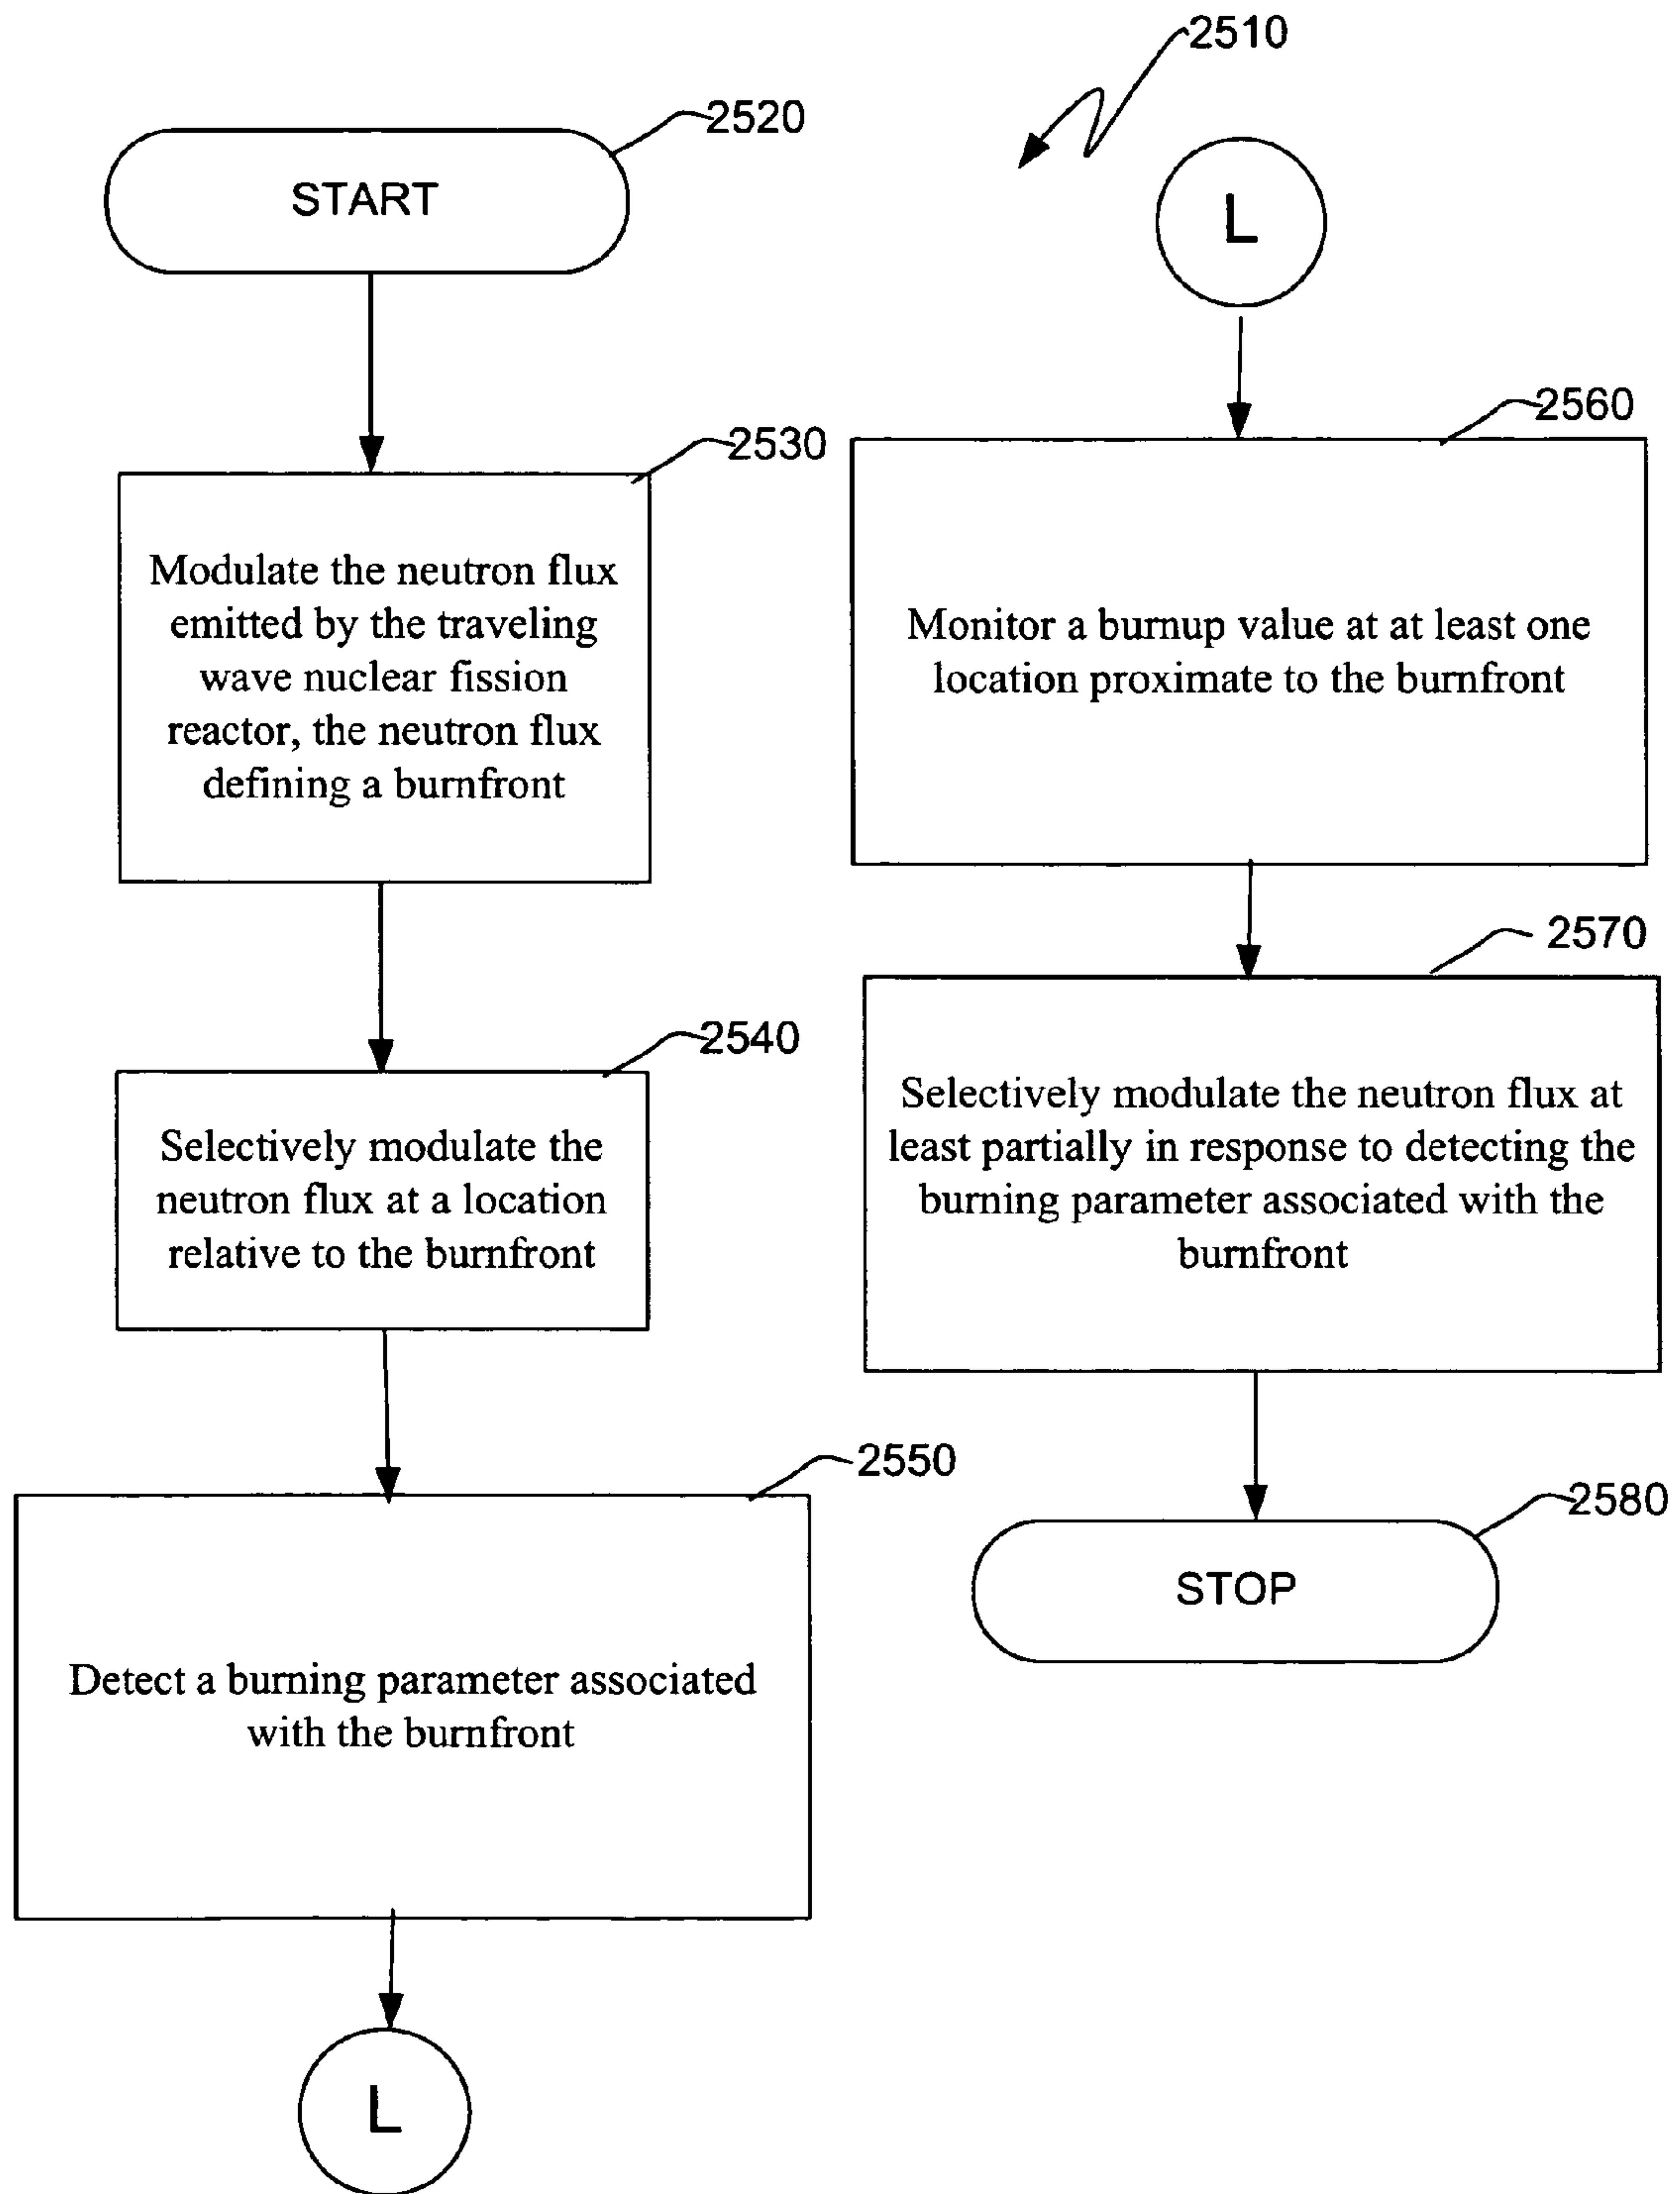 2510
2520
START
2530
Modulate the neutron flux
emitted by the traveling
wave nuclear fission
reactor, the neutron flux
defining a burnfront
2540
Selectively modulate the
neutron flux at a location
relative to the burnfront
2550
Detect a burning parameter associated
with the burnfront
L
L
2560
Monitor a burnup value at at least one
location proximate to the burnfront
2570
Selectively modulate the neutron flux at
least partially in response to detecting the
burning parameter associated with the
burnfront
2580
STOP